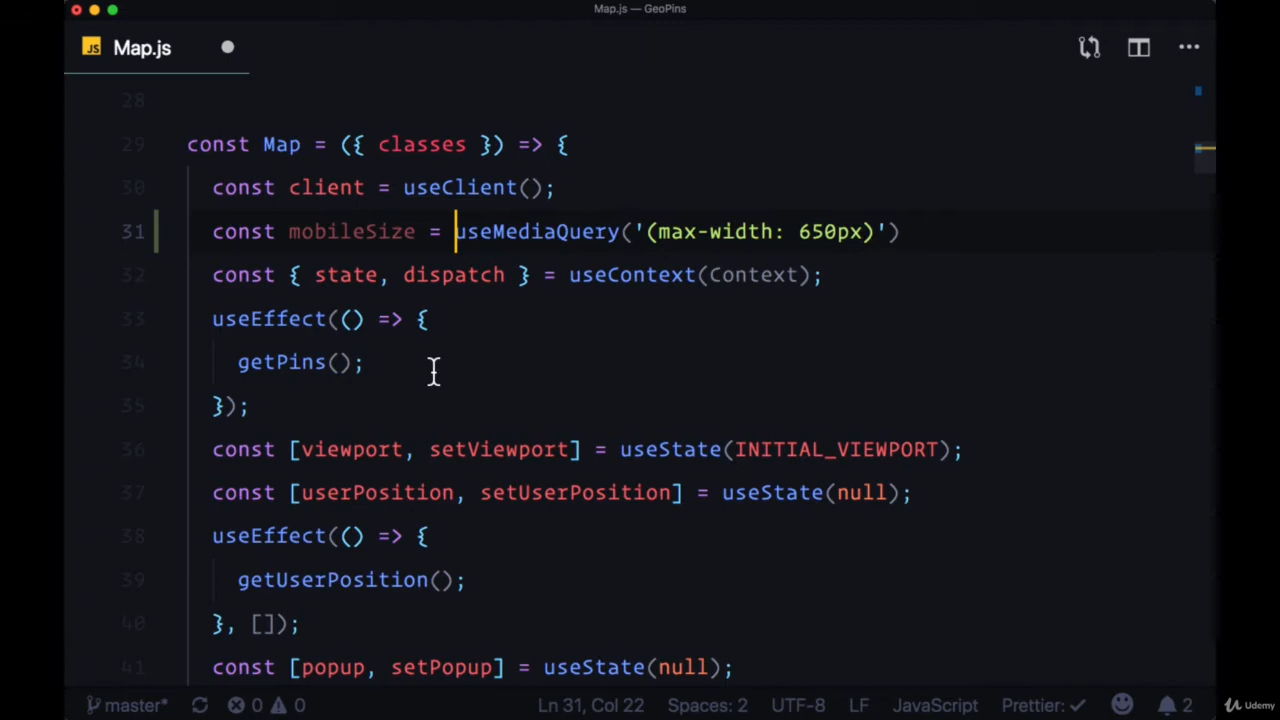 Map.js — GeoPins
JS Map.js
28
29 const Map = ({ classes }) => {
30 const client = useClient();
31 const mobileSize = useMediaQuery('(max-width: 650px)')
32 const { state, dispatch } = useContext(Context);
33 useEffect(() => {
34 getPins();
35 });
36 const [viewport, setViewport] = useState(INITIAL_VIEWPORT);
37 const [userPosition, setUserPosition] = useState(null);
38 useEffect(() => {
39 getUserPosition();
40 }, []);
41 const [popup, setPopup] = useState(null);
master* 0 0 Ln 31, Col 22 Spaces: 2 UTF-8 LF JavaScript Prettier: ✓ 2
Udemy